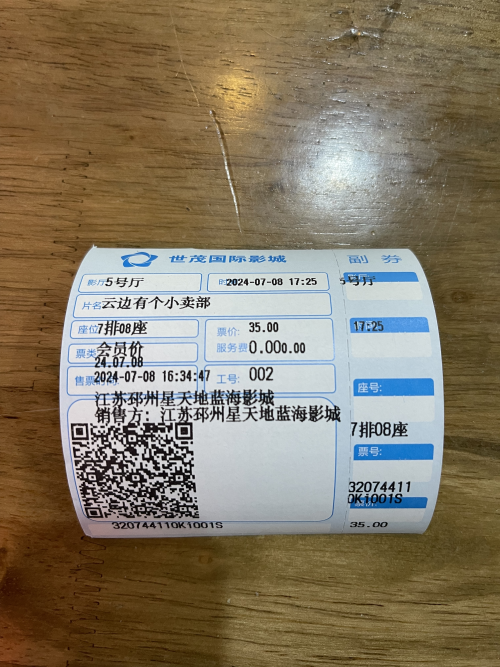 世茂国际影城
副 券
影厅 5号厅
2024-07-08 17:25
5号厅
片名 云边有个小卖部
17:25
座位 7排08座
票价: 35.00
票类 会员价
服务费 0.000.00
24.07.08
售票时间: 2024-07-08 16:34:47
工号: 002
座号:
江苏邳州星天地蓝海影城
销售方: 江苏邳州星天地蓝海影城
7排08座
票号:
32074411
0K1001S
320744110K1001S
35.00